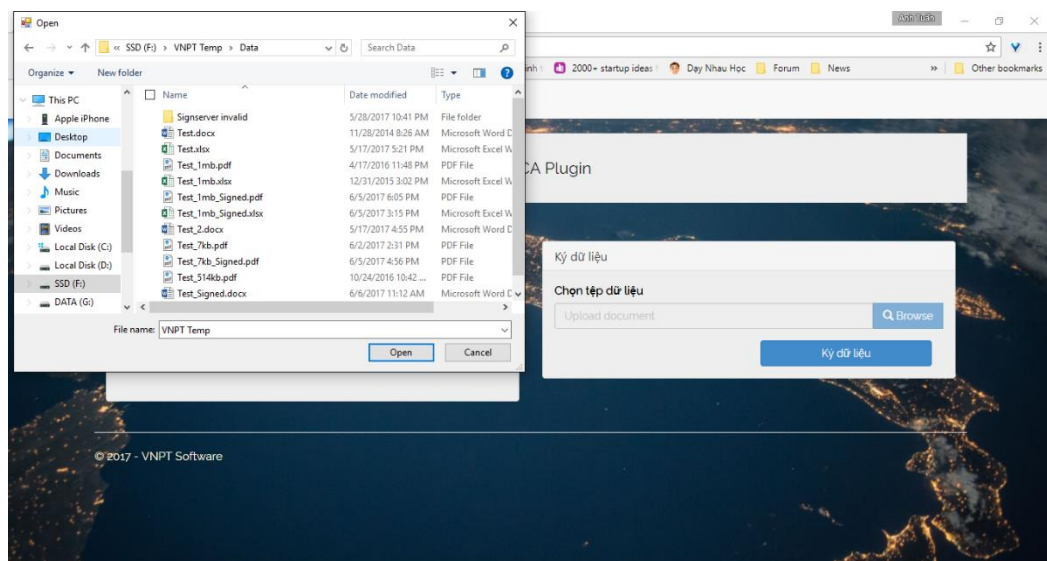 Open
Anh Tuấn
« SSD (F:) > VNPT Temp > Data
Search Data
Organize
New folder
2000+ startup ideas
Dạy Nhau Học
Forum
News
»
Other bookmarks
This PC
Apple iPhone
Desktop
Documents
Downloads
Music
Pictures
Videos
Local Disk (C:)
Local Disk (D:)
SSD (F:)
DATA (G:)
Name Date modified Type
Signserver invalid 5/28/2017 10:41 PM File folder
Test.docx 11/28/2014 8:26 AM Microsoft Word D
Test.xlsx 5/17/2017 5:21 PM Microsoft Excel W
Test_1mb.pdf 4/17/2016 11:48 PM PDF File
Test_1mb.xlsx 12/31/2015 3:02 PM Microsoft Excel W
Test_1mb_Signed.pdf 6/5/2017 6:05 PM PDF File
Test_1mb_Signed.xlsx 6/5/2017 3:15 PM Microsoft Excel W
Test_2.docx 5/17/2017 4:55 PM Microsoft Word D
Test_7kb.pdf 6/2/2017 2:31 PM PDF File
Test_7kb_Signed.pdf 6/5/2017 4:56 PM PDF File
Test_514kb.pdf 10/24/2016 10:42 ... PDF File
Test_Signed.docx 6/6/2017 11:12 AM Microsoft Word D
File name: VNPT Temp
Open Cancel
CA Plugin
Ký dữ liệu
Chọn tệp dữ liệu
Upload document Browse
Ký dữ liệu
© 2017 - VNPT Software